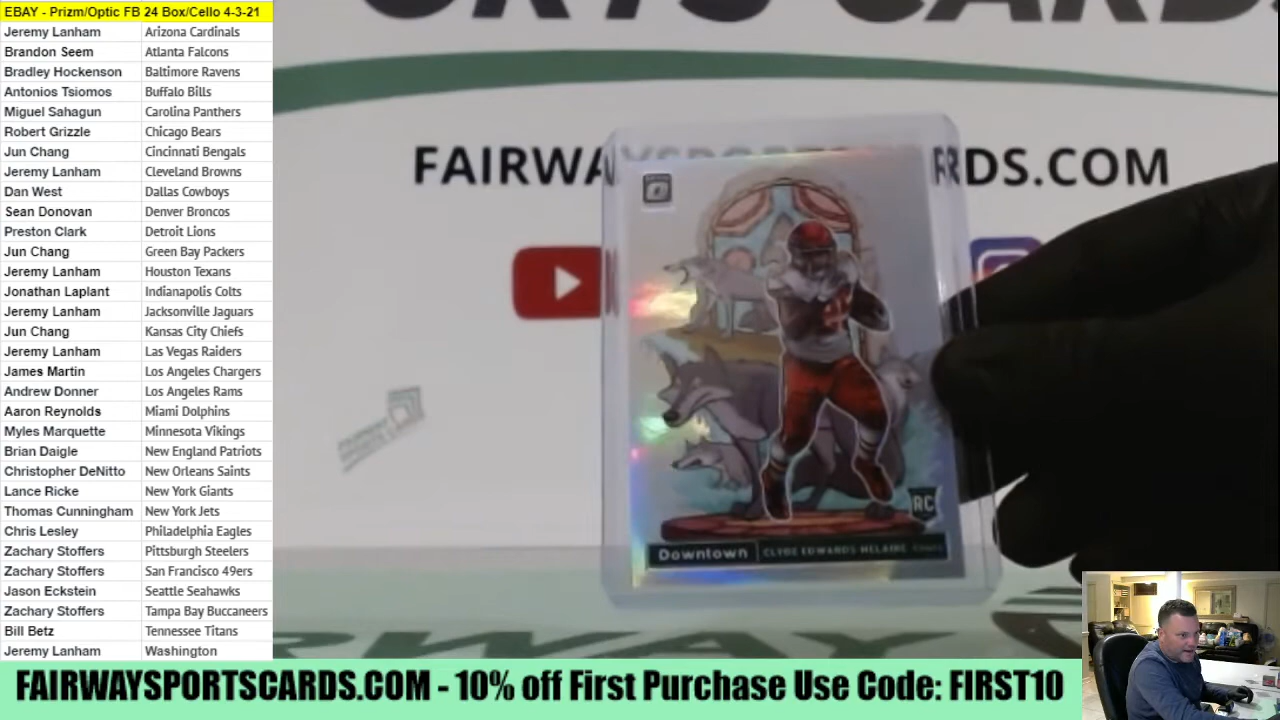 EBAY - Prizm/Optic FB 24 Box/Cello 4-3-21
Jeremy Lanham Arizona Cardinals
Brandon Seem Atlanta Falcons
Bradley Hockenson Baltimore Ravens
Antonios Tsiomos Buffalo Bills
Miguel Sahagun Carolina Panthers
Robert Grizzle Chicago Bears
Jun Chang Cincinnati Bengals
Jeremy Lanham Cleveland Browns
Dan West Dallas Cowboys
Sean Donovan Denver Broncos
Preston Clark Detroit Lions
Jun Chang Green Bay Packers
Jeremy Lanham Houston Texans
Jonathan Laplant Indianapolis Colts
Jeremy Lanham Jacksonville Jaguars
Jun Chang Kansas City Chiefs
Jeremy Lanham Las Vegas Raiders
James Martin Los Angeles Chargers
Andrew Donner Los Angeles Rams
Aaron Reynolds Miami Dolphins
Myles Marquette Minnesota Vikings
Brian Daigle New England Patriots
Christopher DeNitto New Orleans Saints
Lance Ricke New York Giants
Thomas Cunningham New York Jets
Chris Lesley Philadelphia Eagles
Zachary Stoffers Pittsburgh Steelers
Zachary Stoffers San Francisco 49ers
Jason Eckstein Seattle Seahawks
Zachary Stoffers Tampa Bay Buccaneers
Bill Betz Tennessee Titans
Jeremy Lanham Washington
ORTS CARDS
FAIRWAYSPORTSCARDS.COM
RC
Downtown CLYDE EDWARDS-HELAIRE
RWAY
FAIRWAYSPORTSCARDS.COM - 10% off First Purchase Use Code: FIRST10